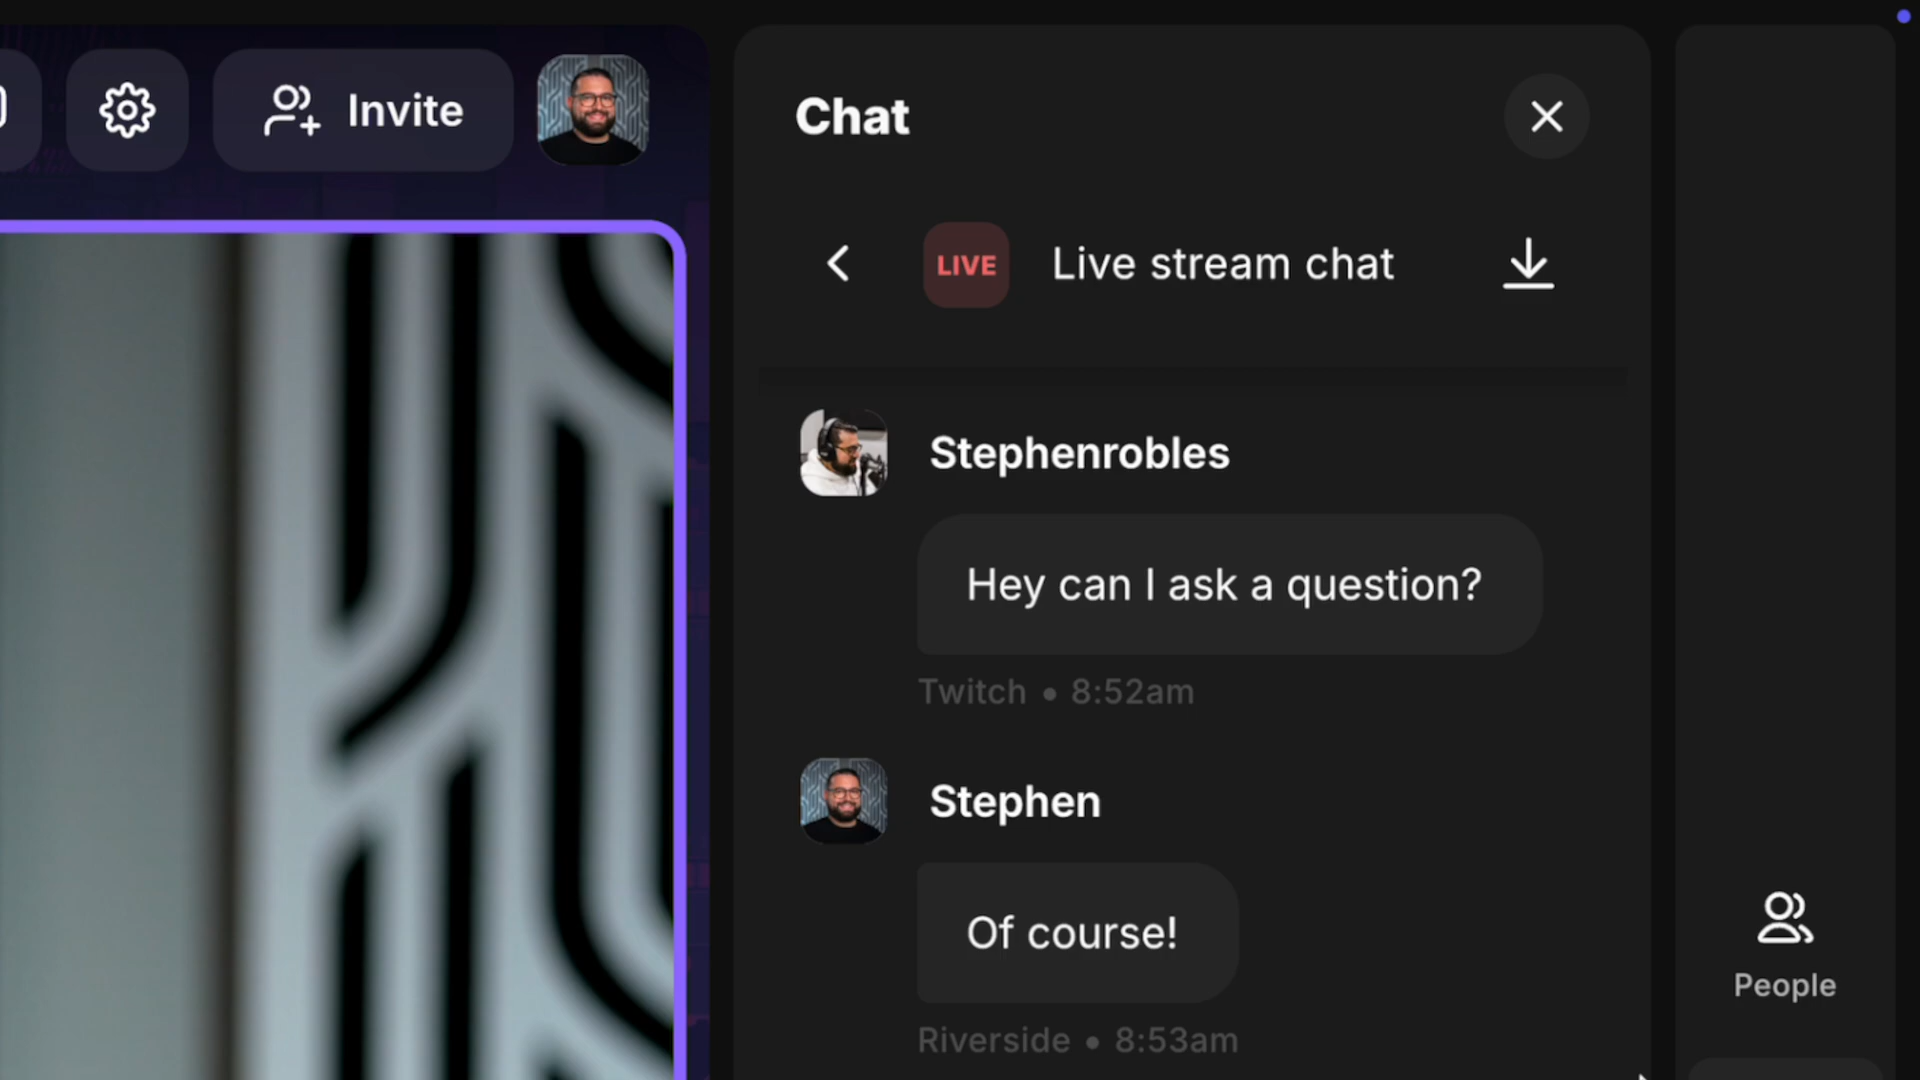 Invite
Chat
LIVE Live stream chat
Stephenrobles
Hey can I ask a question?
Twitch • 8:52am
Stephen
Of course!
Riverside • 8:53am
People